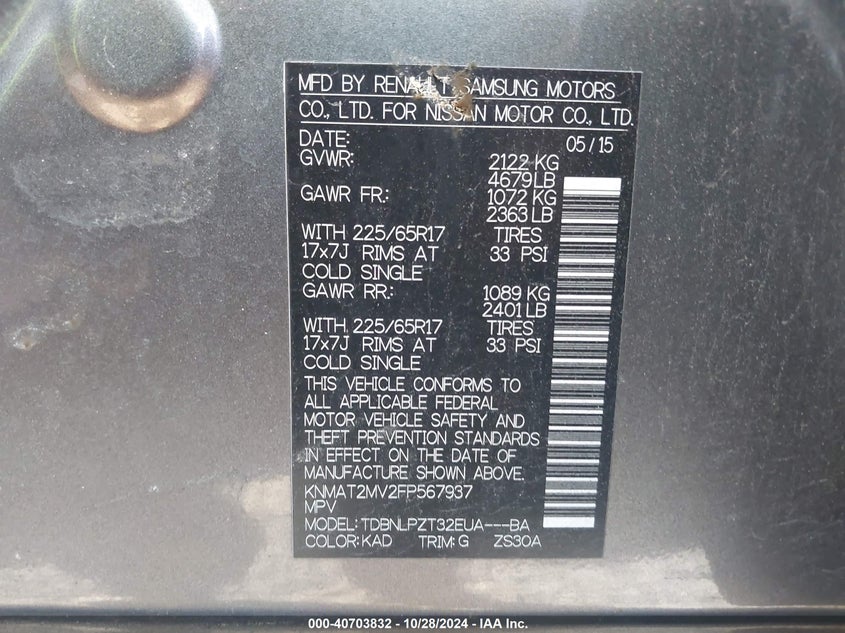 MFD BY RENAULT SAMSUNG MOTORS
CO., LTD. FOR NISSAN MOTOR CO., LTD.
DATE: 05/15
GVWR: 2122 KG
4679 LB
GAWR FR.: 1072 KG
2363 LB
WITH 225/65R17 TIRES
17x7J RIMS AT 33 PSI
COLD SINGLE
GAWR RR.: 1089 KG
2401 LB
WITH 225/65R17 TIRES
17x7J RIMS AT 33 PSI
COLD SINGLE
THIS VEHICLE CONFORMS TO
ALL APPLICABLE FEDERAL
MOTOR VEHICLE SAFETY AND
THEFT PREVENTION STANDARDS
IN EFFECT ON THE DATE OF
MANUFACTURE SHOWN ABOVE.
KNMAT2MV2FP567937
MPV
MODEL: TDBNLPZT32EUA---BA
COLOR: KAD TRIM: G ZS30A
000-40703832 - 10/28/2024 - IAA Inc.